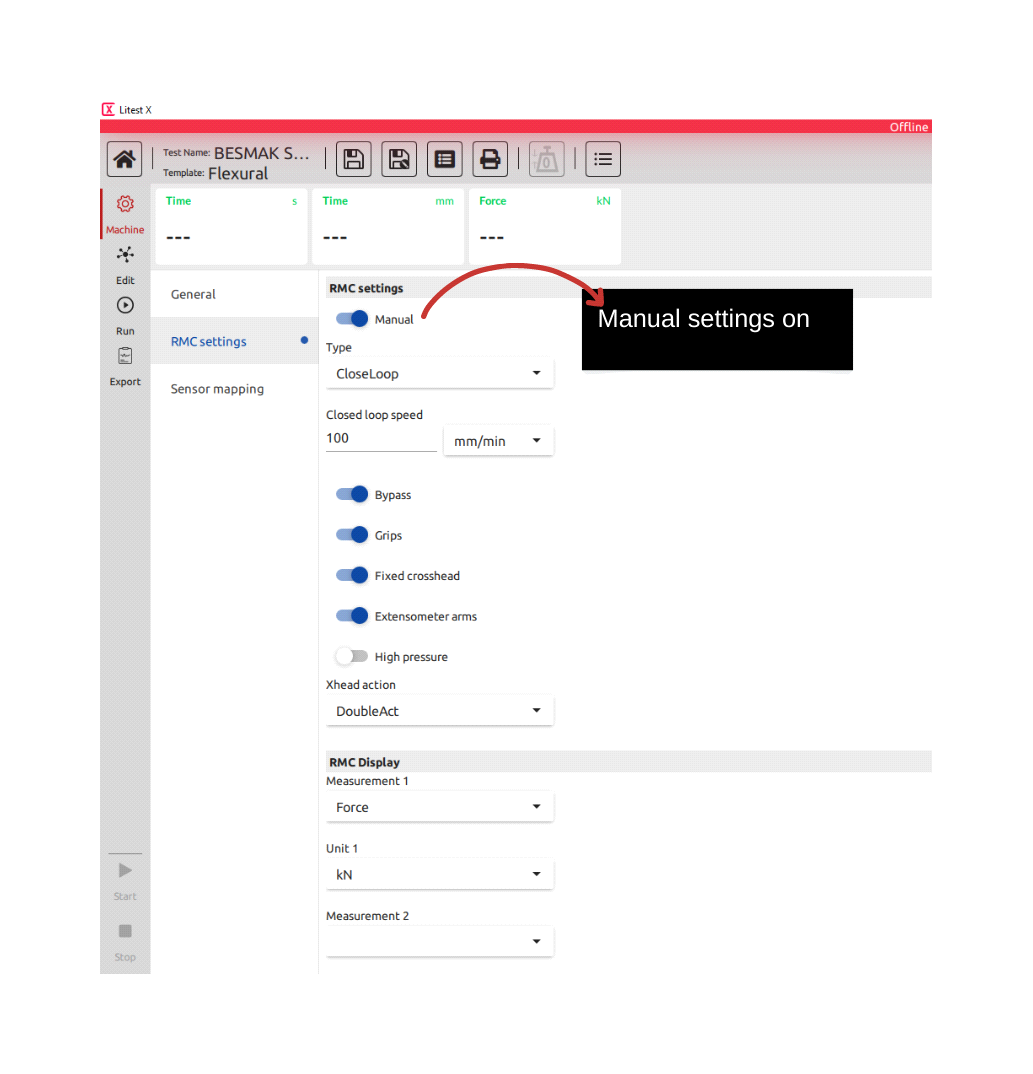 X Litest X
Offline
Test Name: BESMAK S...
Template: Flexural
0
Machine
Edit
Run
Export
Start
Stop
Time s
---
Time mm
---
Force kN
---
General
RMC settings
Sensor mapping
RMC settings
Manual
Manual settings on
Type
CloseLoop
Closed loop speed
100 mm/min
Bypass
Grips
Fixed crosshead
Extensometer arms
High pressure
Xhead action
DoubleAct
RMC Display
Measurement 1
Force
Unit 1
kN
Measurement 2